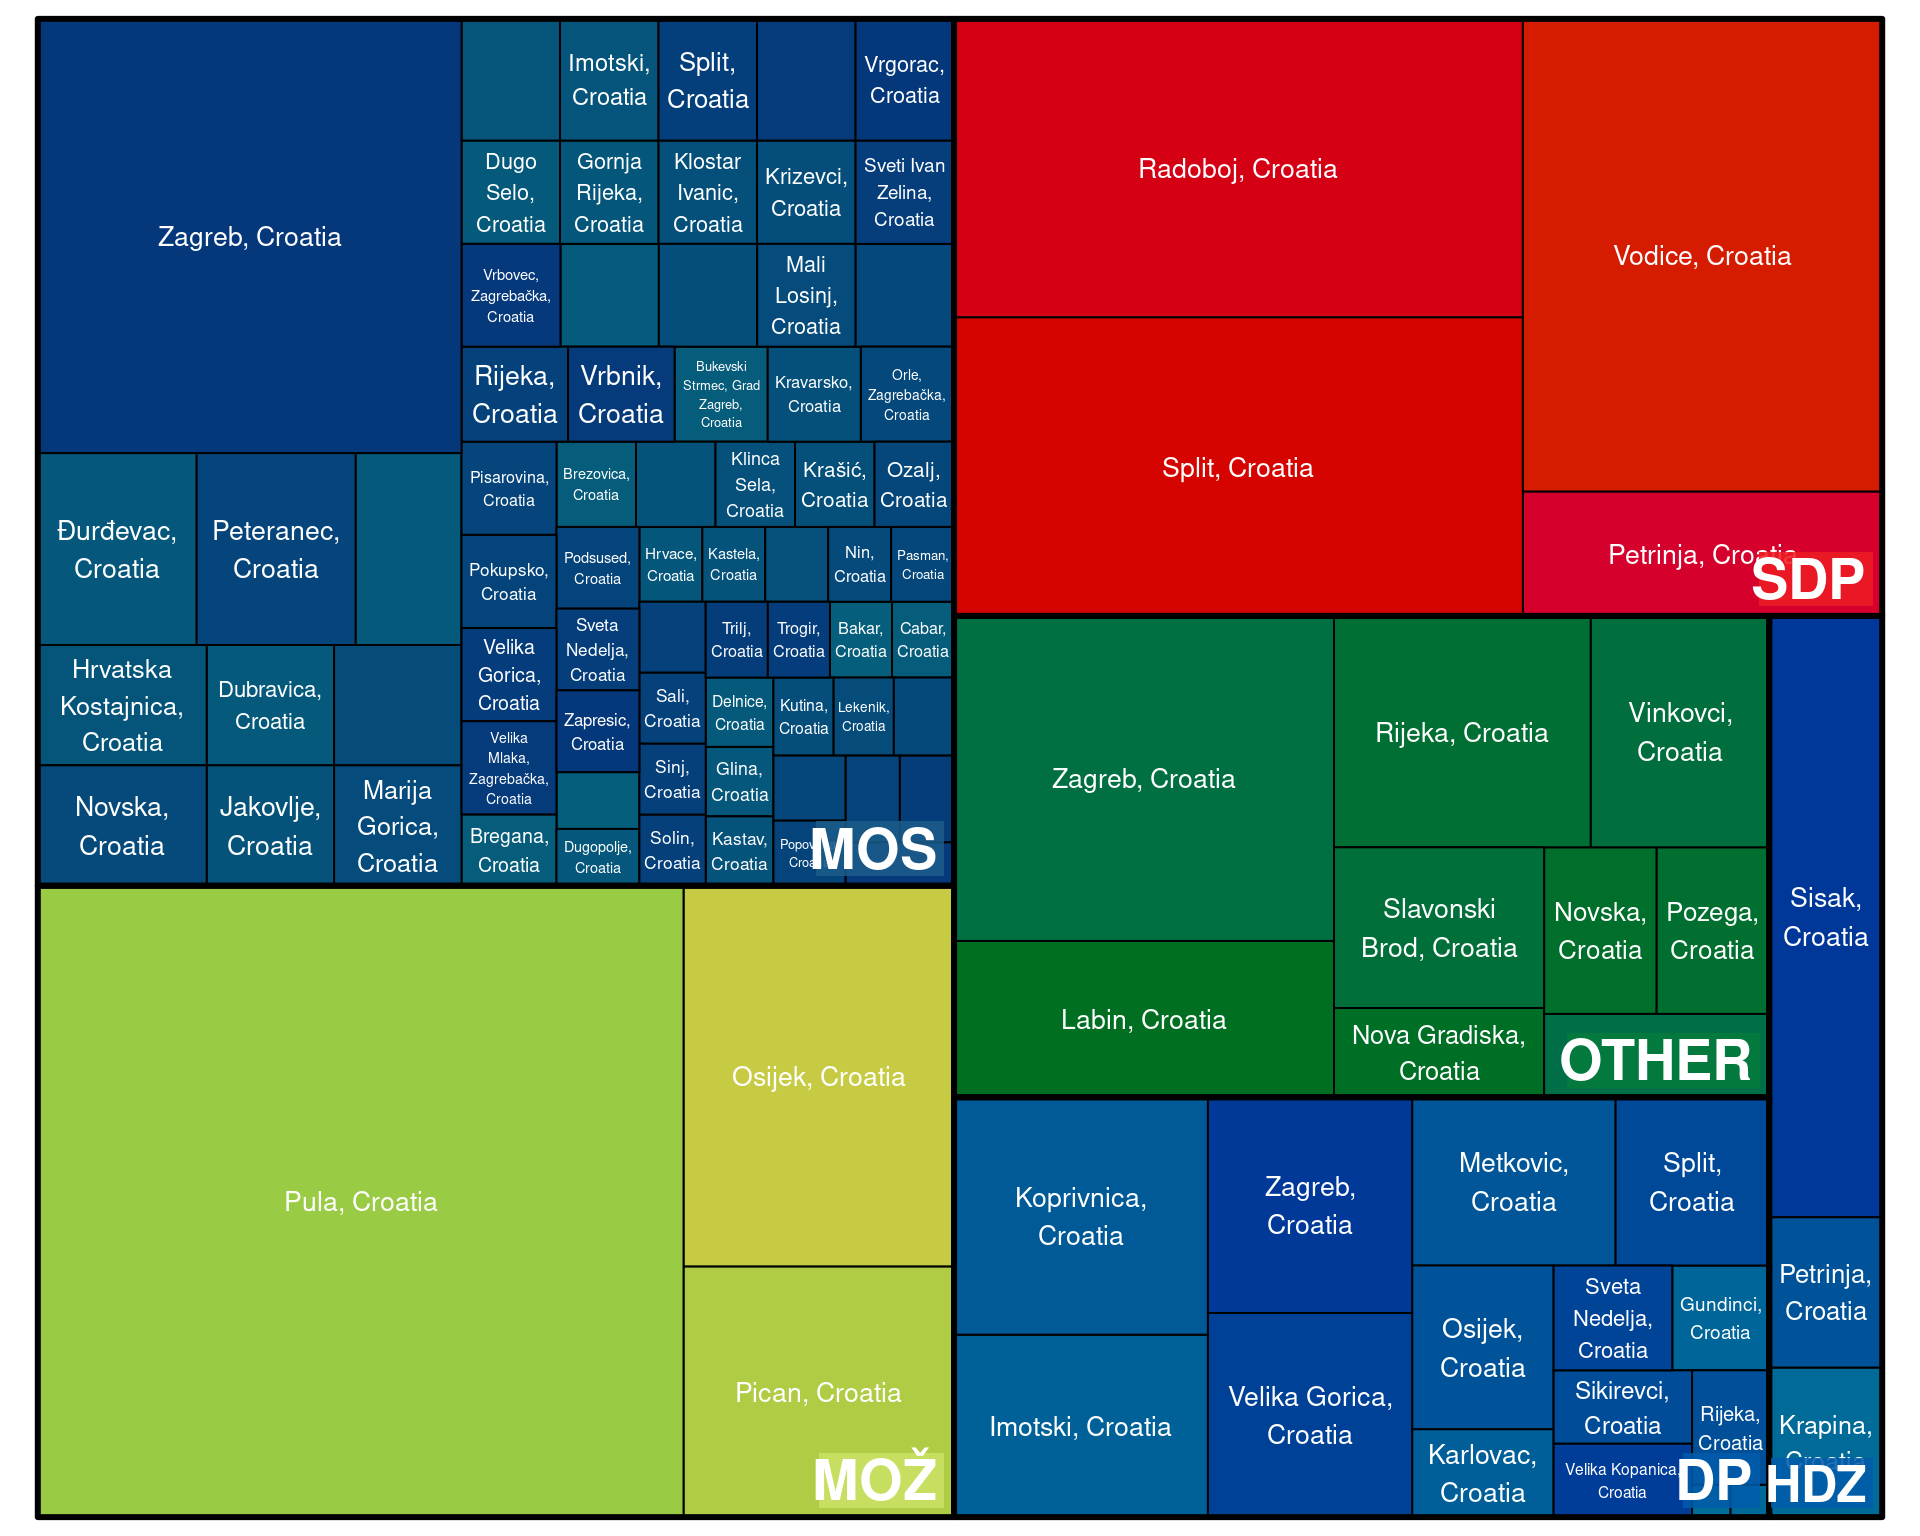 Zagreb, Croatia
Imotski,
Croatia
Split,
Croatia
Vrgorac,
Croatia
Dugo
Selo,
Croatia
Gornja
Rijeka,
Croatia
Klostar
Ivanic,
Croatia
Krizevci,
Croatia
Sveti Ivan
Zelina,
Croatia
Vrbovec,
Zagrebačka,
Croatia
Mali
Losinj,
Croatia
Rijeka,
Croatia
Vrbnik,
Croatia
Bukevski
Strmec, Grad
Zagreb,
Croatia
Kravarsko,
Croatia
Orle,
Zagrebačka,
Croatia
Đurđevac,
Croatia
Peteranec,
Croatia
Hrvatska
Kostajnica,
Croatia
Dubravica,
Croatia
Novska,
Croatia
Jakovlje,
Croatia
Marija
Gorica,
Croatia
Pisarovina,
Croatia
Pokupsko,
Croatia
Velika
Gorica,
Croatia
Velika
Mlaka,
Zagrebačka,
Croatia
Bregana,
Croatia
Brezovica,
Croatia
Klinca
Sela,
Croatia
Krašić,
Croatia
Ozalj,
Croatia
Podsused,
Croatia
Sveta
Nedelja,
Croatia
Zapresic,
Croatia
Dugopolje,
Croatia
Hrvace,
Croatia
Kastela,
Croatia
Nin,
Croatia
Pasman,
Croatia
Trilj,
Croatia
Trogir,
Croatia
Bakar,
Croatia
Cabar,
Croatia
Sali,
Croatia
Sinj,
Croatia
Solin,
Croatia
Delnice,
Croatia
Kutina,
Croatia
Lekenik,
Croatia
Glina,
Croatia
Kastav,
Croatia
MOS
Pula, Croatia
Osijek, Croatia
Pican, Croatia
MOŽ
Radoboj, Croatia
Split, Croatia
Vodice, Croatia
Petrinja, Croatia
SDP
Zagreb, Croatia
Labin, Croatia
Rijeka, Croatia
Vinkovci,
Croatia
Slavonski
Brod, Croatia
Nova Gradiska,
Croatia
Novska,
Croatia
Pozega,
Croatia
OTHER
Koprivnica,
Croatia
Imotski, Croatia
Zagreb,
Croatia
Velika Gorica,
Croatia
Metkovic,
Croatia
Split,
Croatia
Osijek,
Croatia
Karlovac,
Croatia
Sveta
Nedelja,
Croatia
Gundinci,
Croatia
Sikirevci,
Croatia
Rijeka,
Croatia
Velika Kopanica,
Croatia
DP
Sisak,
Croatia
Petrinja,
Croatia
Krapina,
Croatia
HDZ